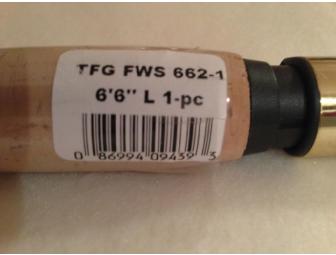 TFG FWS 662-1
6'6" L 1-pc
0 86994 09439 3